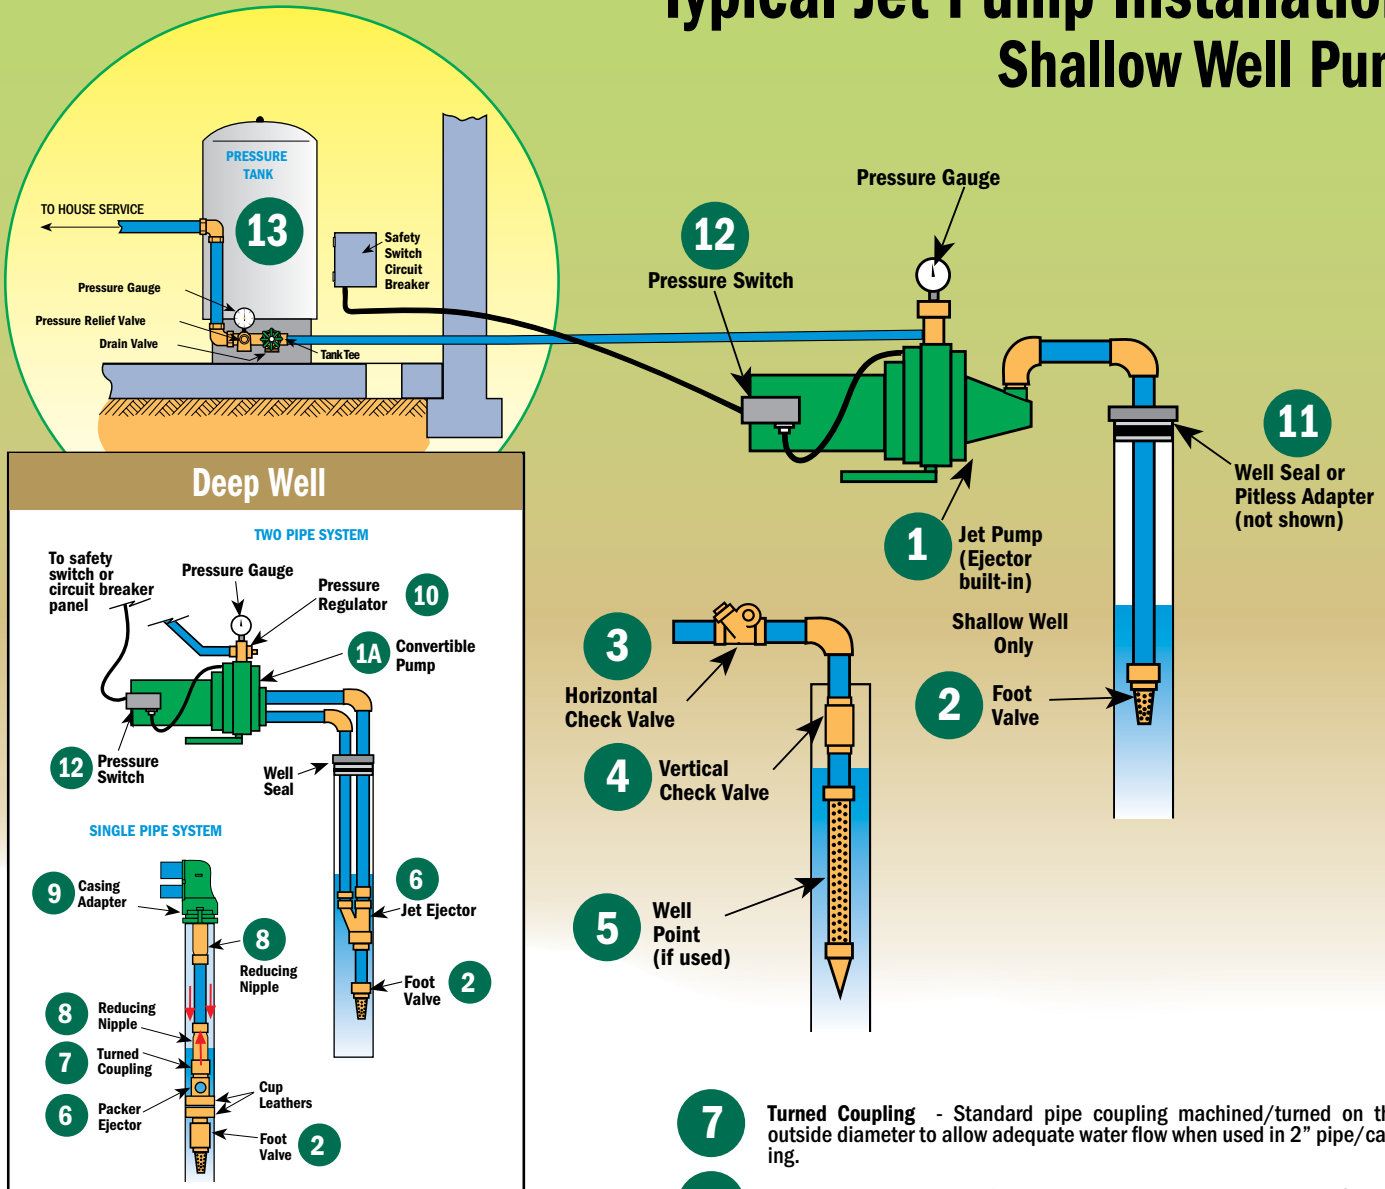 Typical Jet Pump Installation
Shallow Well Pum
PRESSURE
TANK
13
TO HOUSE SERVICE
Safety
Switch
Circuit
Breaker
Pressure Gauge
Pressure Relief Valve
Drain Valve
Tank Tee
Pressure Gauge
12
Pressure Switch
11
Well Seal or
Pitless Adapter
(not shown)
1
Jet Pump
(Ejector
built-in)
Shallow Well
Only
2
Foot
Valve
3
Horizontal
Check Valve
4
Vertical
Check Valve
5
Well
Point
(if used)
Deep Well
TWO PIPE SYSTEM
To safety
switch or
circuit breaker
panel
Pressure Gauge
Pressure
Regulator
10
1A
Convertible
Pump
12
Pressure
Switch
Well
Seal
6
Jet Ejector
Foot
Valve
2
SINGLE PIPE SYSTEM
9
Casing
Adapter
8
Reducing
Nipple
8
Reducing
Nipple
7
Turned
Coupling
6
Packer
Ejector
Cup
Leathers
Foot
Valve
2
7
Turned Coupling - Standard pipe coupling machined/turned on th
outside diameter to allow adequate water flow when used in 2” pipe/ca
ing.